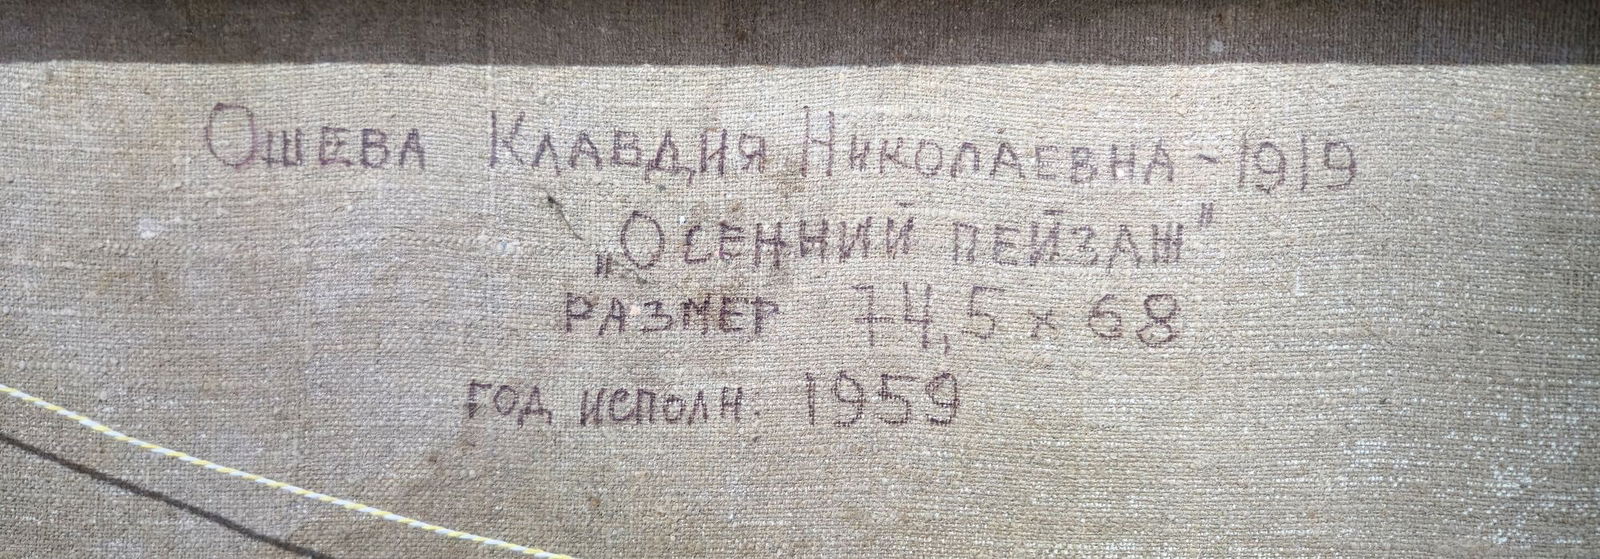 Ошева Клавдия Николаевна - 1919
„Осенний пейзаж"
размер 74,5 x 68
год исполн. 1959